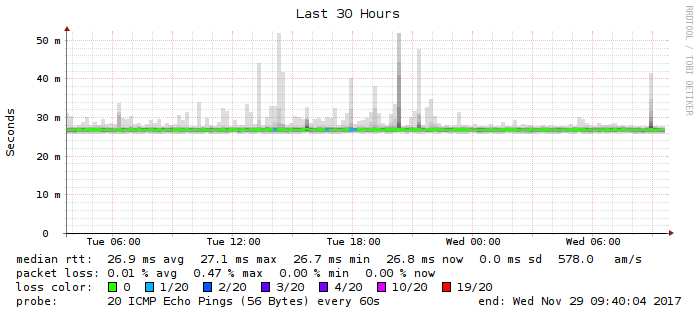 Last 30 Hours
RRDTOOL / TOBI OETIKER
Seconds
50 m
40 m
30 m
20 m
10 m
0
Tue 06:00 Tue 12:00 Tue 18:00 Wed 00:00 Wed 06:00
median rtt: 26.9 ms avg 27.1 ms max 26.7 ms min 26.8 ms now 0.0 ms sd 578.0 am/s
packet loss: 0.01 % avg 0.47 % max 0.00 % min 0.00 % now
loss color: 0 1/20 2/20 3/20 4/20 10/20 19/20
probe: 20 ICMP Echo Pings (56 Bytes) every 60s end: Wed Nov 29 09:40:04 2017